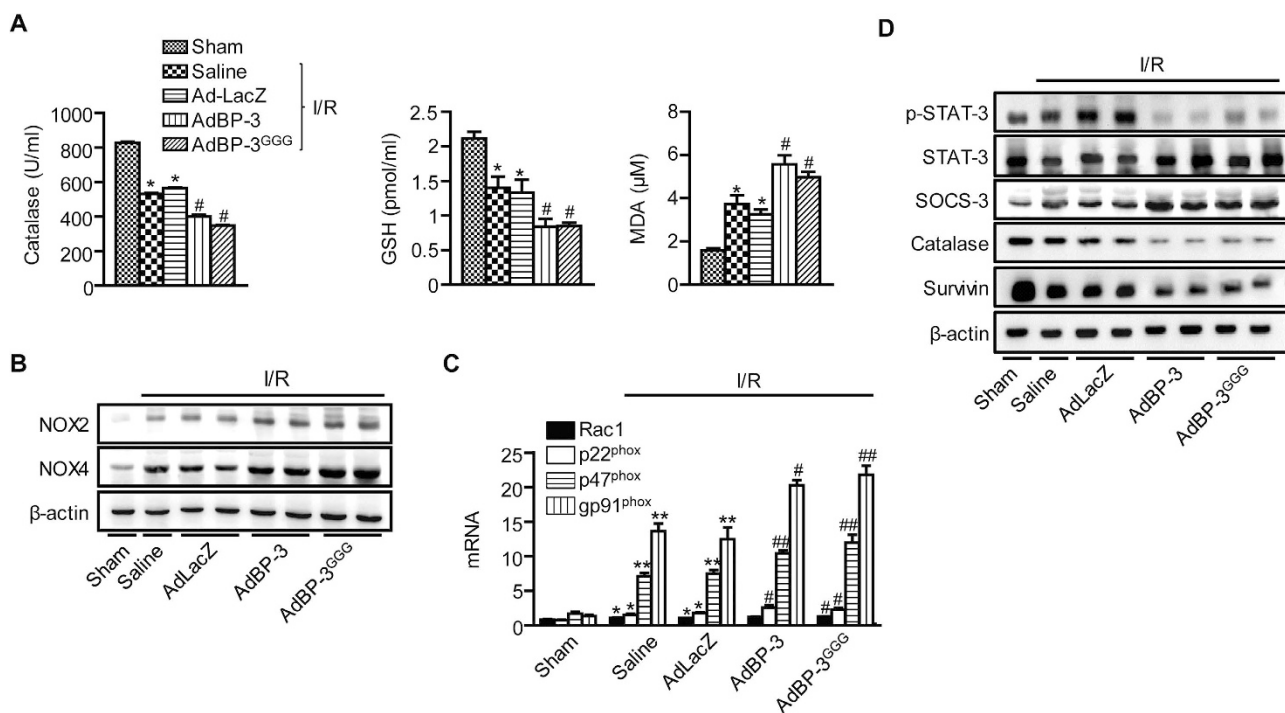 A
Sham
Saline
Ad-LacZ
AdBP-3
AdBP-3GGG
I/R
Catalase (U/ml)
1000
800
600
400
200
0
* * # #
GSH (pmol/ml)
2.5
2
1.5
1
0.5
0
* * # #
MDA (µM)
8
6
4
2
0
* * # #
B
I/R
NOX2
NOX4
β-actin
Sham Saline AdLacZ AdBP-3 AdBP-3GGG
C
I/R
Rac1
p22phox
p47phox
gp91phox
mRNA
25
20
15
10
5
0
* * ** ** * * ** ** # ## # # # ## ##
Sham Saline AdLacZ AdBP-3 AdBP-3GGG
D
I/R
p-STAT-3
STAT-3
SOCS-3
Catalase
Survivin
β-actin
Sham Saline AdLacZ AdBP-3 AdBP-3GGG